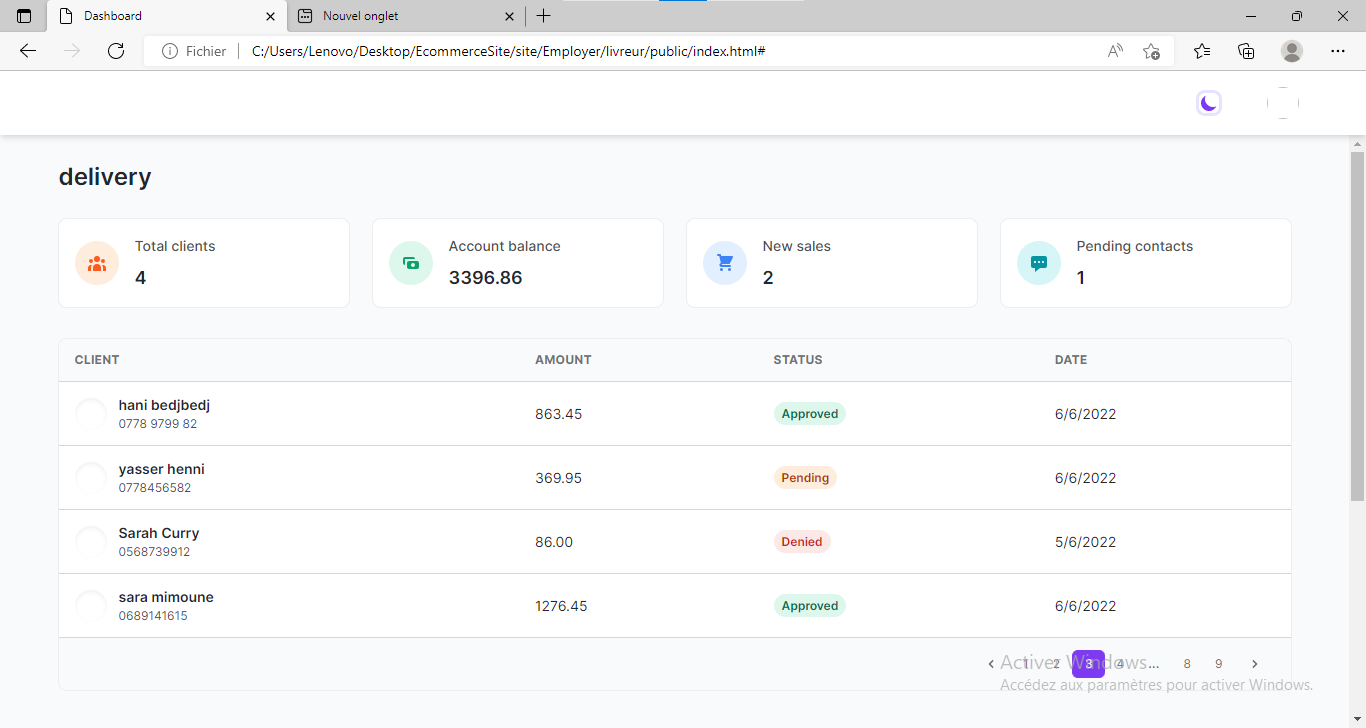 Dashboard
Nouvel onglet
Fichier
C:/Users/Lenovo/Desktop/EcommerceSite/site/Employer/livreur/public/index.html#
delivery
Total clients
4
Account balance
3396.86
New sales
2
Pending contacts
1
CLIENT AMOUNT STATUS DATE
hani bedjbedj
0778 9799 82
863.45
Approved
6/6/2022
yasser henni
0778456582
369.95
Pending
6/6/2022
Sarah Curry
0568739912
86.00
Denied
5/6/2022
sara mimoune
0689141615
1276.45
Approved
6/6/2022
1 2 3 4 ... 8 9
Activer Windows
Accédez aux paramètres pour activer Windows.